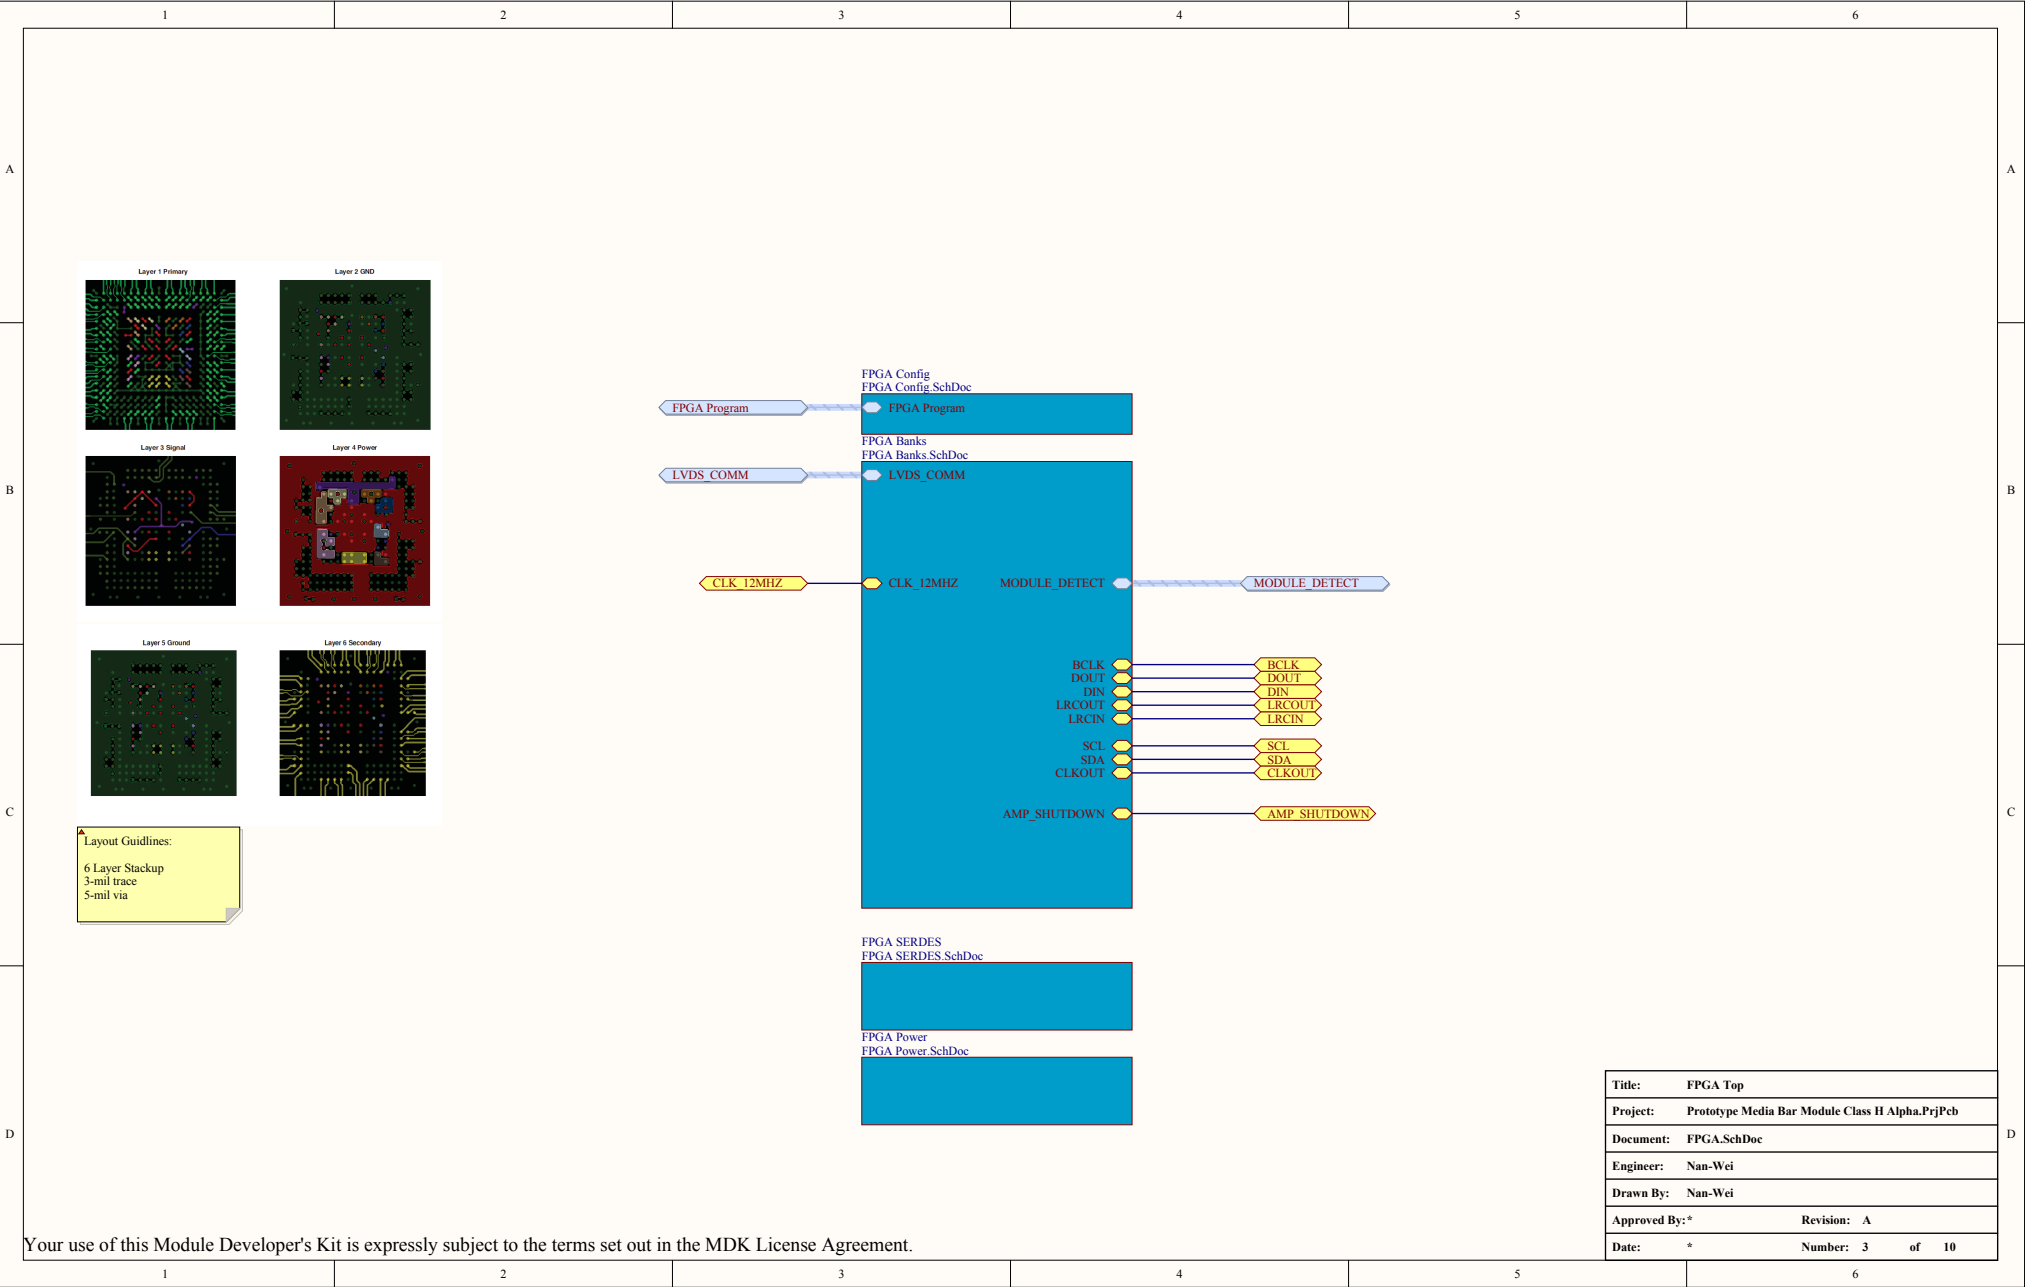 1 2 3 4 5 6
A A
Layer 1 Primary Layer 2 GND
Layer 3 Signal Layer 4 Power
Layer 5 Ground Layer 6 Secondary
B B
FPGA Config
FPGA Config.SchDoc
FPGA Program FPGA Program
FPGA Banks
FPGA Banks.SchDoc
LVDS_COMM LVDS_COMM
CLK_12MHZ CLK_12MHZ MODULE_DETECT MODULE_DETECT
BCLK BCLK
DOUT DOUT
DIN DIN
LRCOUT LRCOUT
LRCIN LRCIN
SCL SCL
SDA SDA
CLKOUT CLKOUT
C C
AMP_SHUTDOWN AMP_SHUTDOWN
Layout Guidlines:
6 Layer Stackup
3-mil trace
5-mil via
FPGA SERDES
FPGA SERDES.SchDoc
FPGA Power
FPGA Power.SchDoc
D D
Title: FPGA Top
Project: Prototype Media Bar Module Class H Alpha.PrjPcb
Document: FPGA.SchDoc
Engineer: Nan-Wei
Drawn By: Nan-Wei
Approved By: * Revision: A
Date: * Number: 3 of 10
Your use of this Module Developer's Kit is expressly subject to the terms set out in the MDK License Agreement.
1 2 3 4 5 6